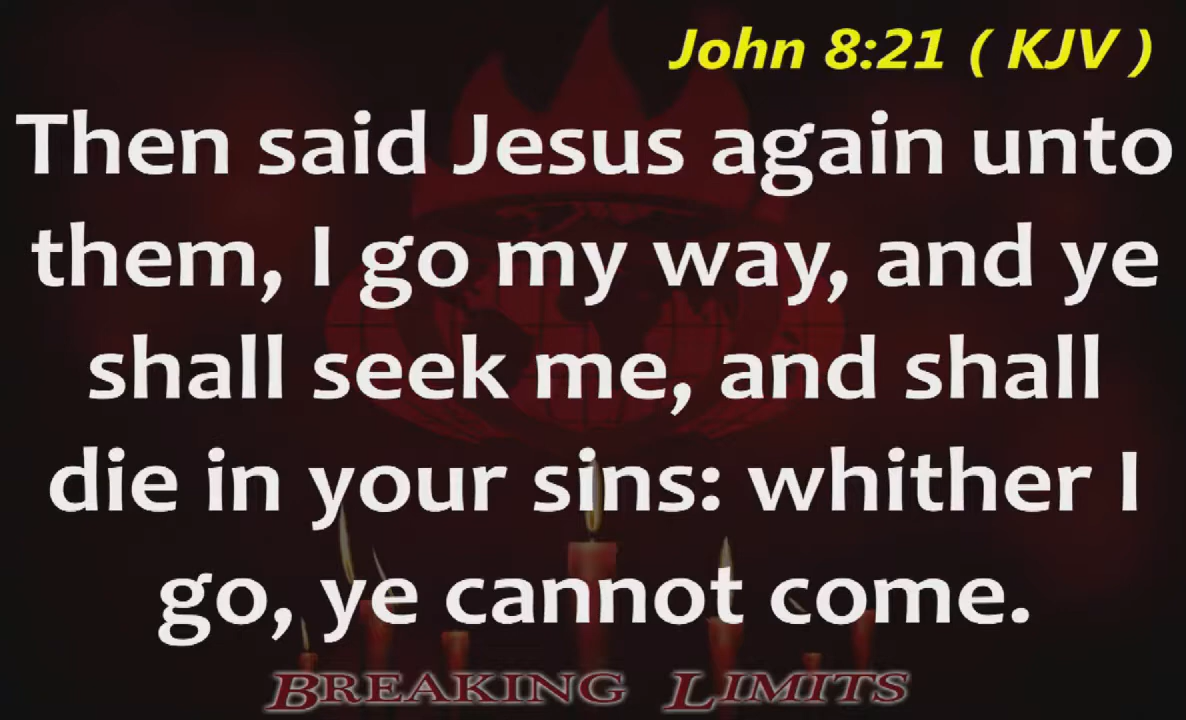 John 8:21 ( KJV )
Then said Jesus again unto
them, I go my way, and ye
shall seek me, and shall
die in your sins: whither I
go, ye cannot come.
BREAKING LIMITS